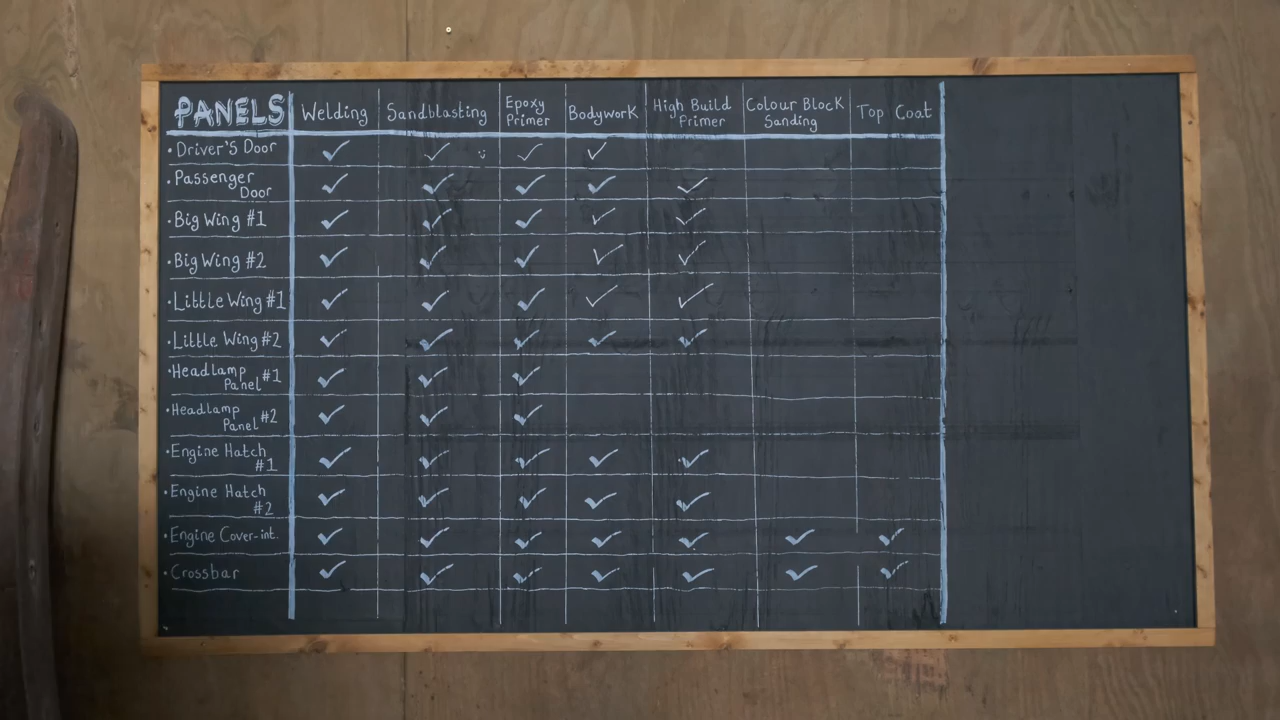 PANELS Welding Sandblasting Epoxy Primer Bodywork High Build Primer Colour Block Sanding Top Coat
• Driver's Door ✓ ✓ ✓ ✓
• Passenger Door ✓ ✓ ✓ ✓ ✓
• Big Wing #1 ✓ ✓ ✓ ✓ ✓
• Big Wing #2 ✓ ✓ ✓ ✓ ✓
• Little Wing #1 ✓ ✓ ✓ ✓ ✓
• Little Wing #2 ✓ ✓ ✓ ✓ ✓
• Headlamp Panel #1 ✓ ✓ ✓
• Headlamp Panel #2 ✓ ✓ ✓
• Engine Hatch #1 ✓ ✓ ✓ ✓ ✓
• Engine Hatch #2 ✓ ✓ ✓ ✓ ✓
• Engine Cover-int. ✓ ✓ ✓ ✓ ✓ ✓ ✓
• Crossbar ✓ ✓ ✓ ✓ ✓ ✓ ✓